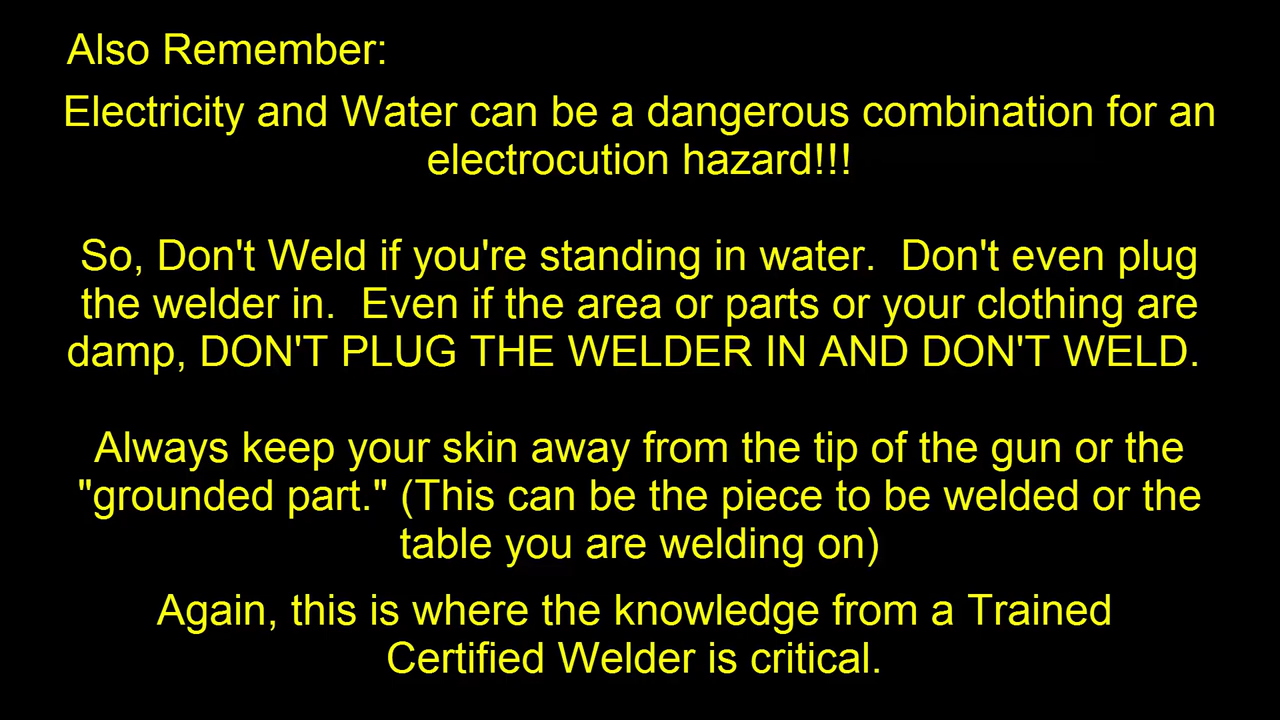 Also Remember:
Electricity and Water can be a dangerous combination for an
electrocution hazard!!!
So, Don't Weld if you're standing in water.  Don't even plug
the welder in.  Even if the area or parts or your clothing are
damp, DON'T PLUG THE WELDER IN AND DON'T WELD.
Always keep your skin away from the tip of the gun or the
"grounded part." (This can be the piece to be welded or the
table you are welding on)
Again, this is where the knowledge from a Trained
Certified Welder is critical.